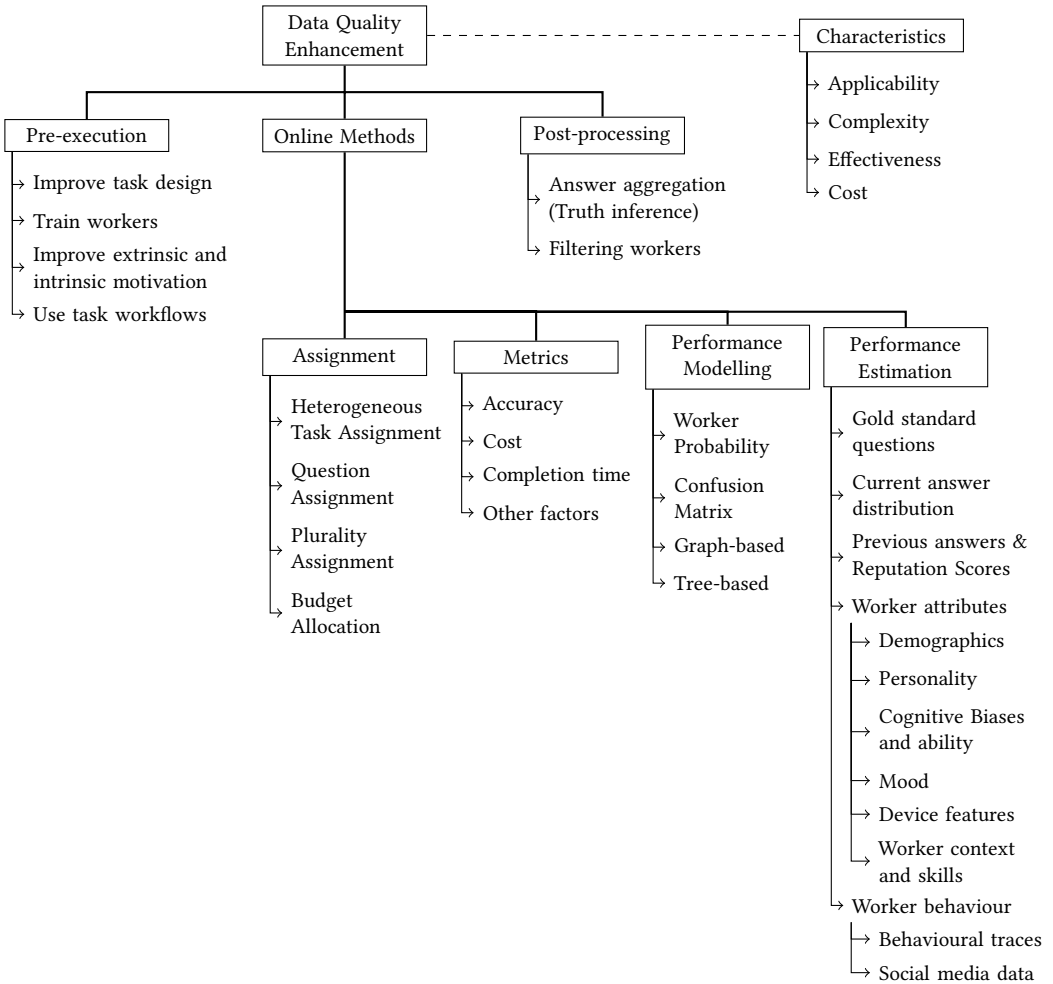 Data Quality
Enhancement
Characteristics
Applicability
Complexity
Effectiveness
Cost
Pre-execution
Improve task design
Train workers
Improve extrinsic and
intrinsic motivation
Use task workflows
Online Methods
Post-processing
Answer aggregation
(Truth inference)
Filtering workers
Assignment
Heterogeneous
Task Assignment
Question
Assignment
Plurality
Assignment
Budget
Allocation
Metrics
Accuracy
Cost
Completion time
Other factors
Performance
Modelling
Worker
Probability
Confusion
Matrix
Graph-based
Tree-based
Performance
Estimation
Gold standard
questions
Current answer
distribution
Previous answers &
Reputation Scores
Worker attributes
Demographics
Personality
Cognitive Biases
and ability
Mood
Device features
Worker context
and skills
Worker behaviour
Behavioural traces
Social media data